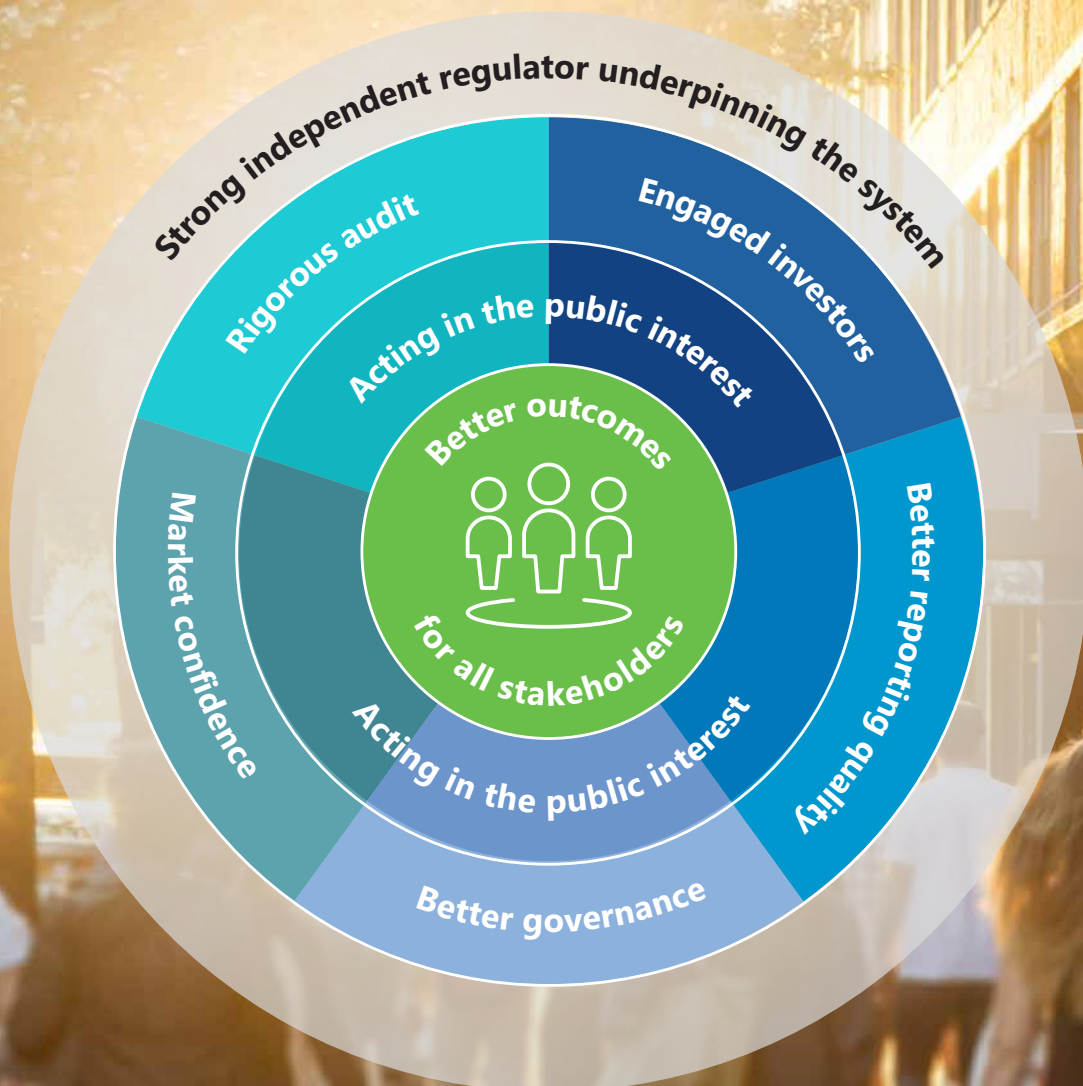 Strong independent regulator underpinning the system
Rigorous audit
Engaged investors
Better reporting quality
Better governance
Market confidence
Acting in the public interest
Acting in the public interest
Better outcomes
for all stakeholders